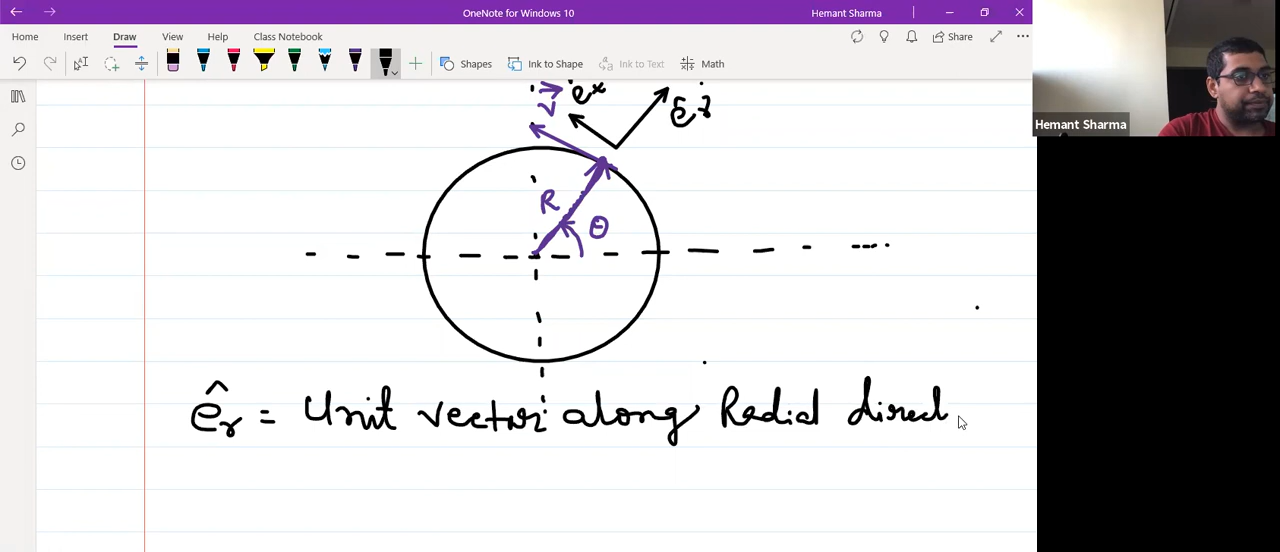 OneNote for Windows 10
Hemant Sharma
Home Insert Draw View Help Class Notebook
Share
Shapes Ink to Shape Ink to Text Math
R
θ
Hemant Sharma
êr = Unit vector along Radial direct